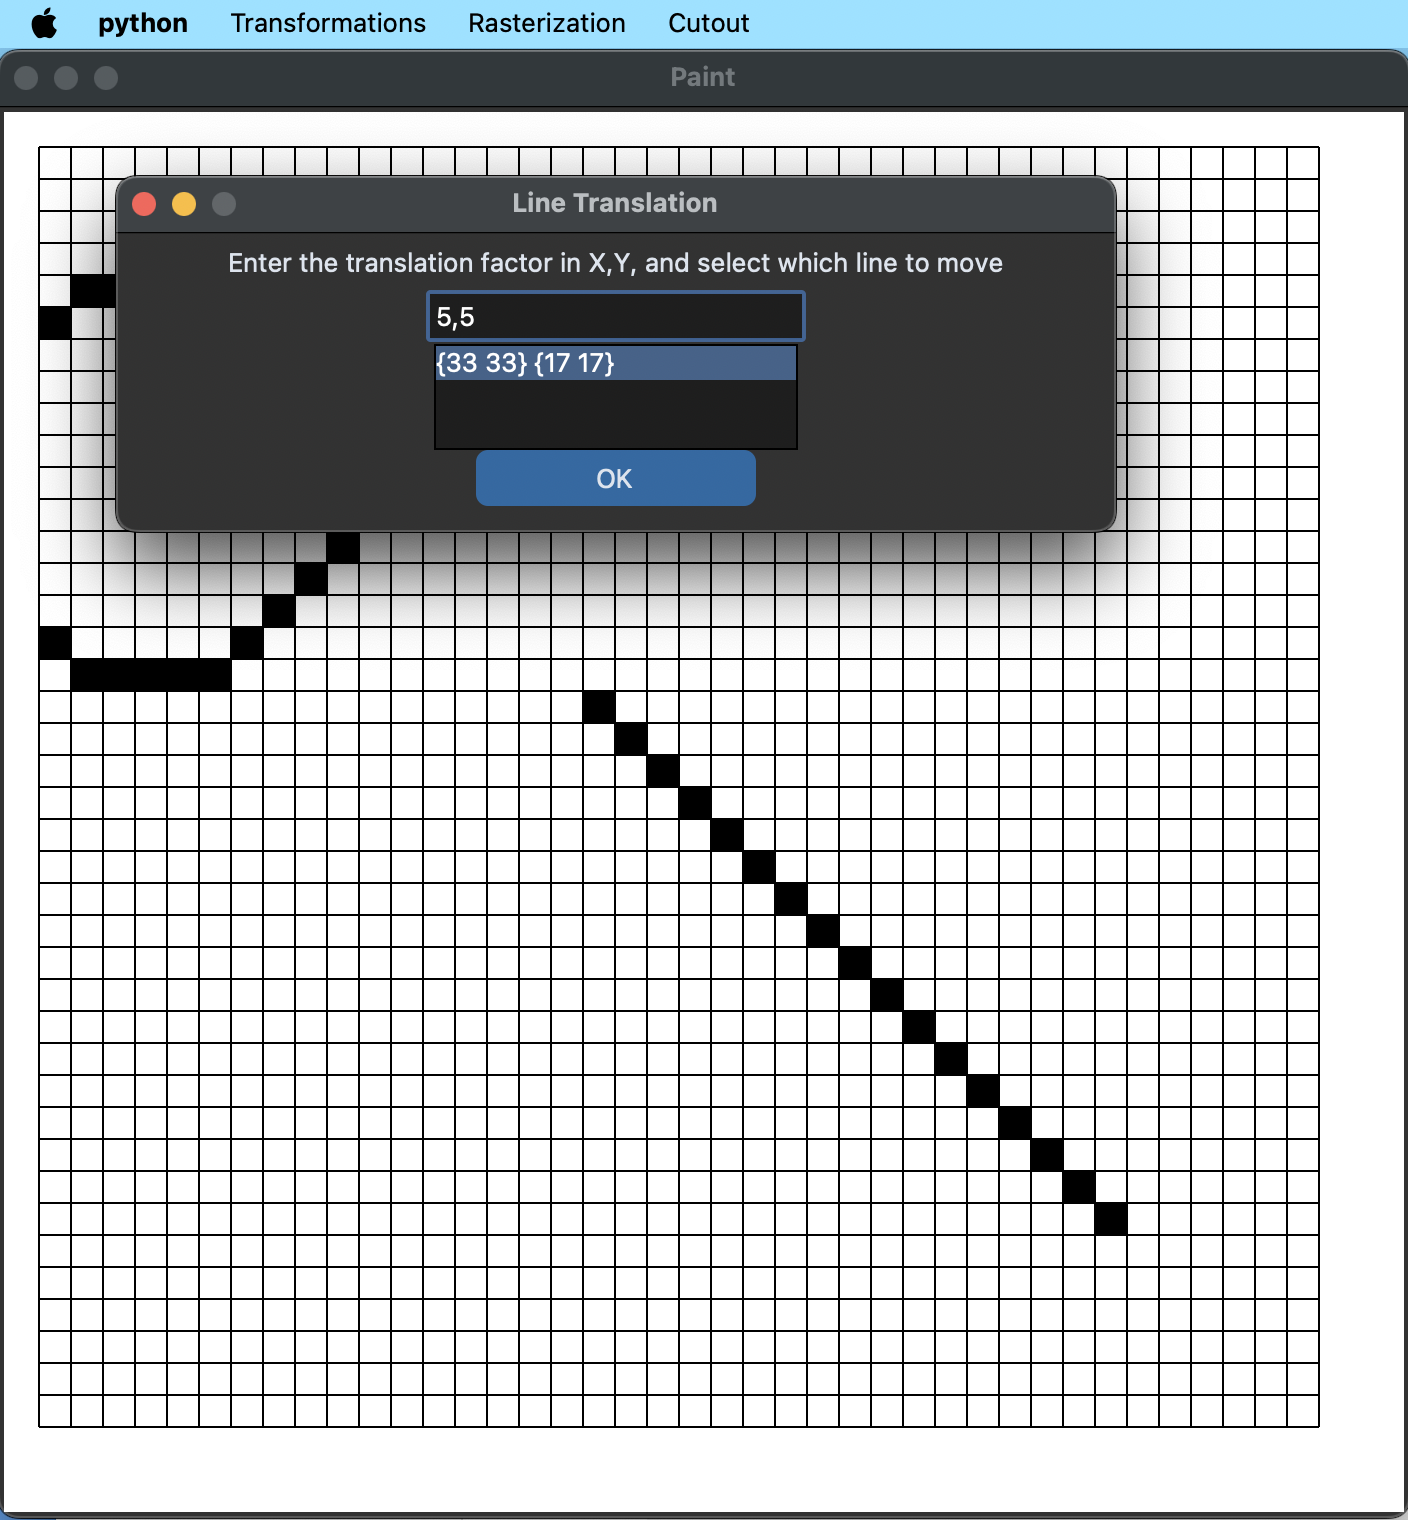 python Transformations Rasterization Cutout
Paint
Line Translation
Enter the translation factor in X,Y, and select which line to move
5,5
{33 33} {17 17}
OK